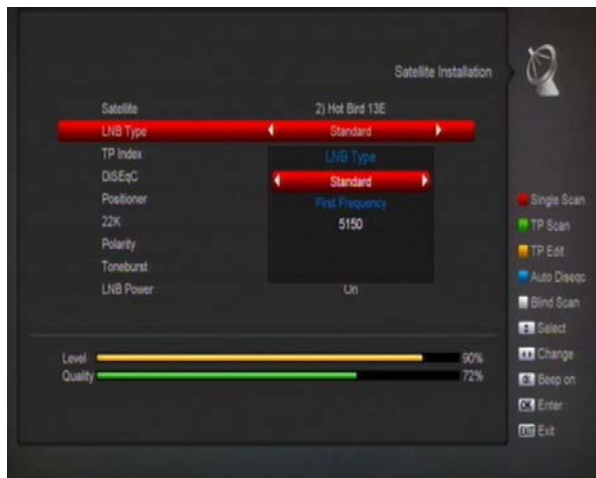 Satellite Installation
Satellite 2) Hot Bird 13E
LNB Type Standard
TP Index LNB Type
DiSEqC Standard
Positioner First Frequency
22K 5150
Polarity
Toneburst
LNB Power On
Level 90%
Quality 72%
Single Scan
TP Scan
TP Edit
Auto Diseqc
Blind Scan
Select
Change
Beep on
OK Enter
EXIT Exit